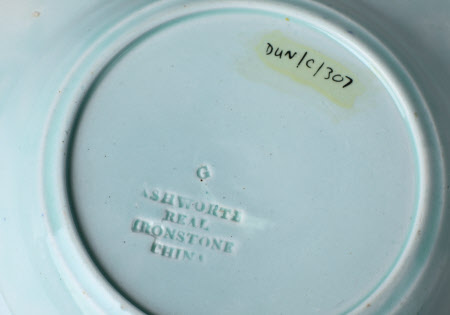 DUN/C/307
G
ASHWORTH
REAL
IRONSTONE
CHINA